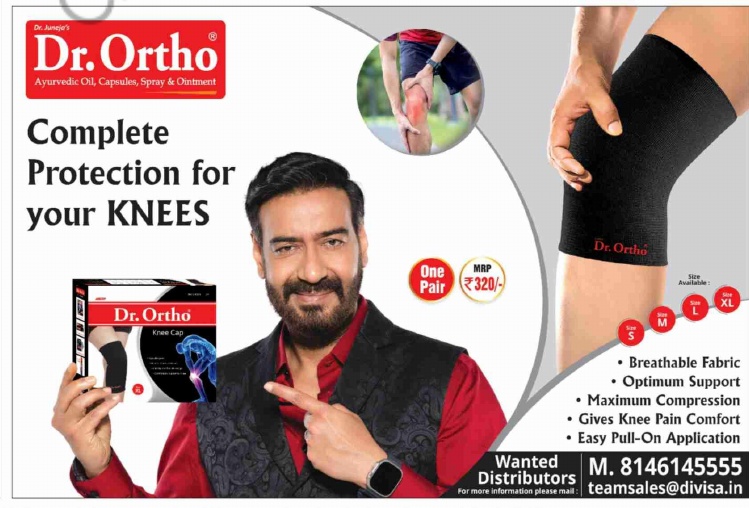 Dr. Juneja's
Dr. Ortho®
Ayurvedic Oil, Capsules, Spray & Ointment
Complete
Protection for
your KNEES
Dr. Ortho
Knee Cap
XL
One
Pair
MRP
₹320/-
Dr. Ortho
Size
Available :
Size
S
Size
M
Size
L
Size
XL
• Breathable Fabric
• Optimum Support
• Maximum Compression
• Gives Knee Pain Comfort
• Easy Pull-On Application
Wanted
Distributors
For more information please mail :
M. 8146145555
teamsales@divisa.in